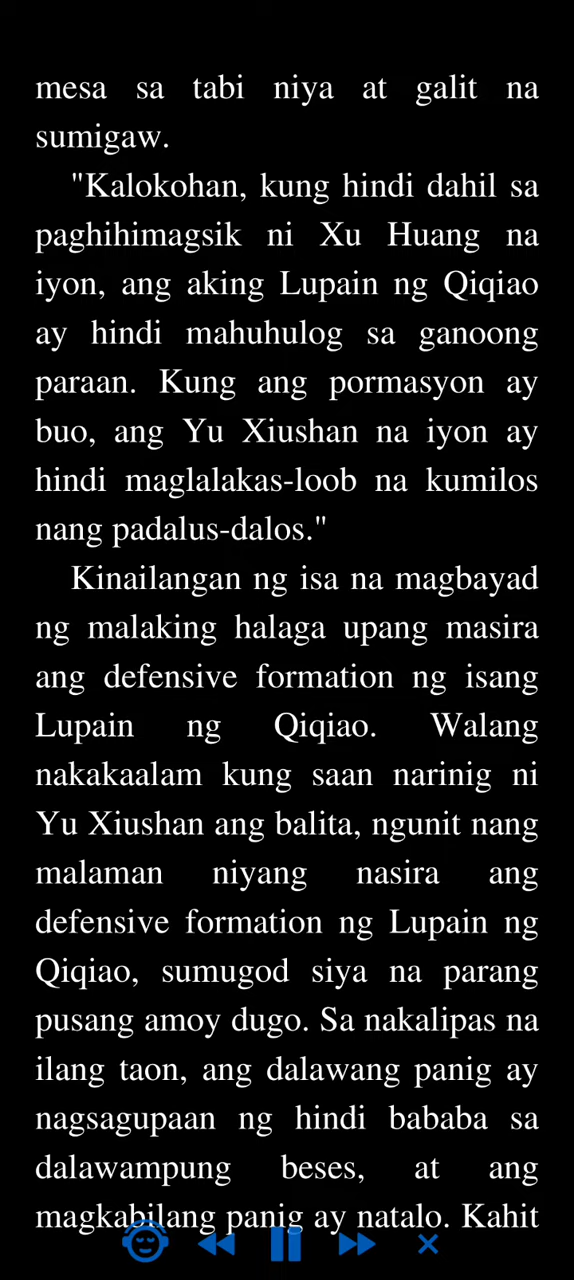 mesa sa tabi niya at galit na
sumigaw.
"Kalokohan, kung hindi dahil sa
paghihimagsik ni Xu Huang na
iyon, ang aking Lupain ng Qiqiao
ay hindi mahuhulog sa ganoong
paraan. Kung ang pormasyon ay
buo, ang Yu Xiushan na iyon ay
hindi maglalakas-loob na kumilos
nang padalus-dalos."
Kinailangan ng isa na magbayad
ng malaking halaga upang masira
ang defensive formation ng isang
Lupain ng Qiqiao. Walang
nakakaalam kung saan narinig ni
Yu Xiushan ang balita, ngunit nang
malaman niyang nasira ang
defensive formation ng Lupain ng
Qiqiao, sumugod siya na parang
pusang amoy dugo. Sa nakalipas na
ilang taon, ang dalawang panig ay
nagsagupaan ng hindi bababa sa
dalawampung beses, at ang
magkabilang panig ay natalo. Kahit